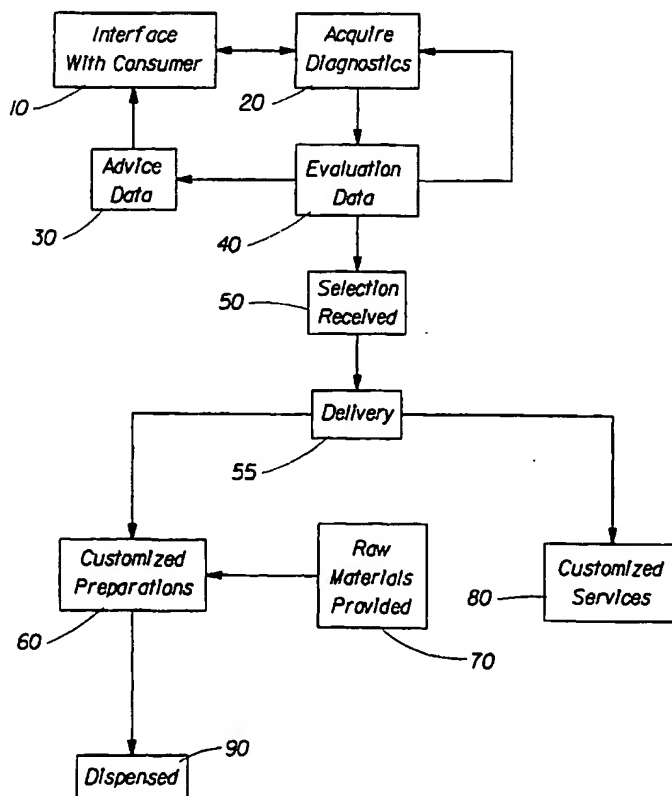 Interface
With Consumer
10
Acquire
Diagnostics
20
Advice
Data
30
Evaluation
Data
40
Selection
Received
50
Delivery
55
Customized
Preparations
60
Raw
Materials
Provided
70
Customized
Services
80
Dispensed
90